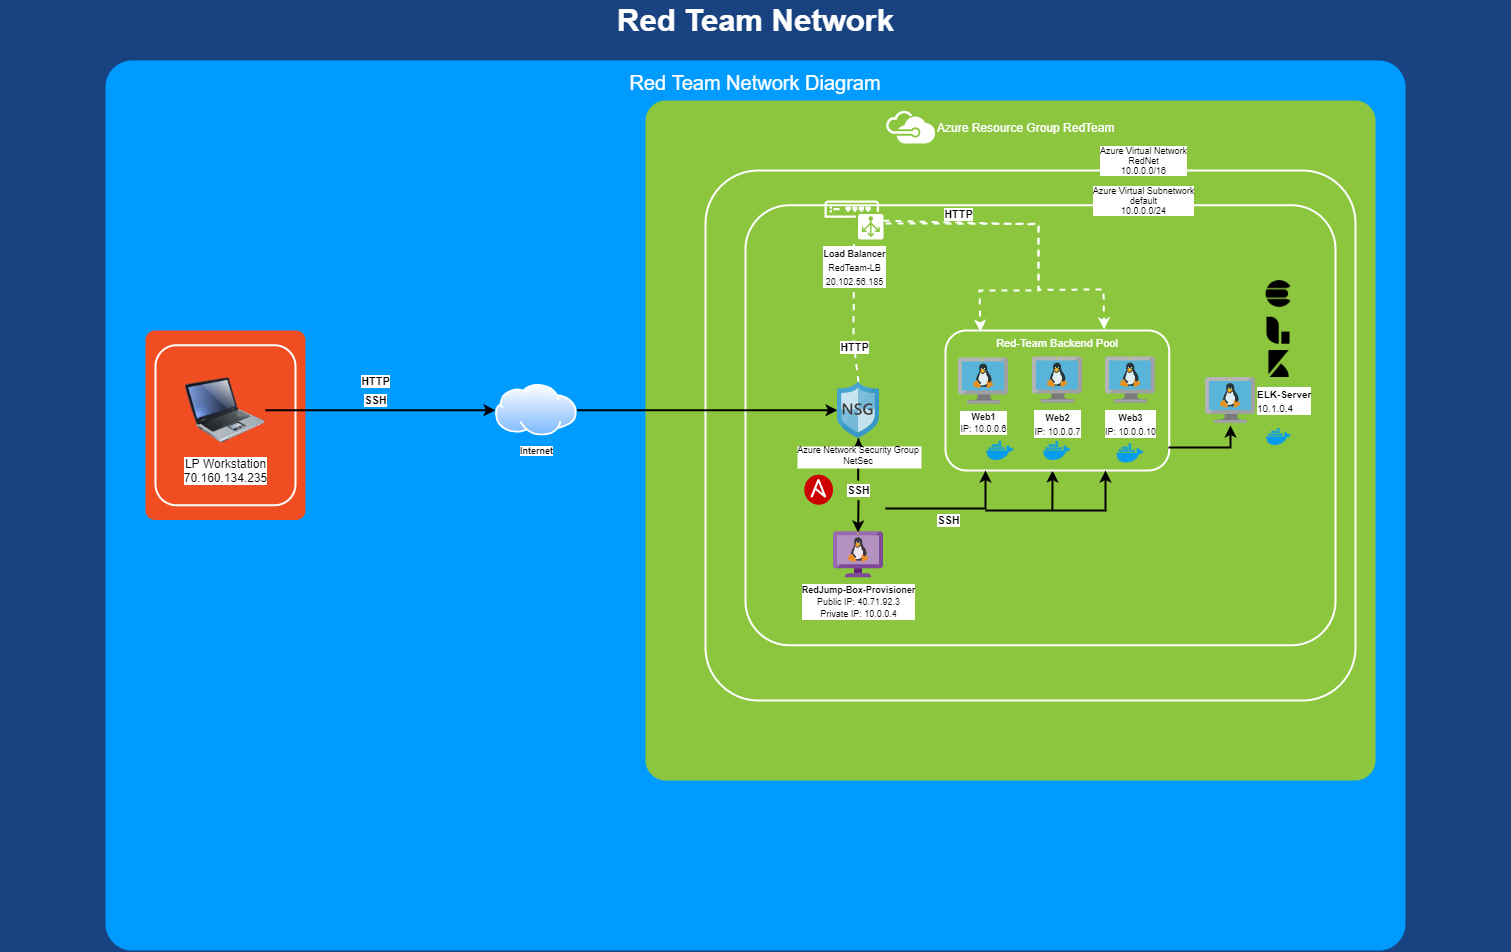 Red Team Network
Red Team Network Diagram
Azure Resource Group RedTeam
Azure Virtual Network
RedNet
10.0.0.0/16
Azure Virtual Subnetwork
default
10.0.0.0/24
HTTP
Load Balancer
RedTeam-LB
20.102.56.185
HTTP
Red-Team Backend Pool
Web1
IP: 10.0.0.6
Web2
IP: 10.0.0.7
Web3
IP: 10.0.0.10
ELK-Server
10.1.0.4
HTTP
SSH
LP Workstation
70.160.134.235
Internet
NSG
Azure Network Security Group
NetSec
SSH
SSH
RedJump-Box-Provisioner
Public IP: 40.71.92.3
Private IP: 10.0.0.4